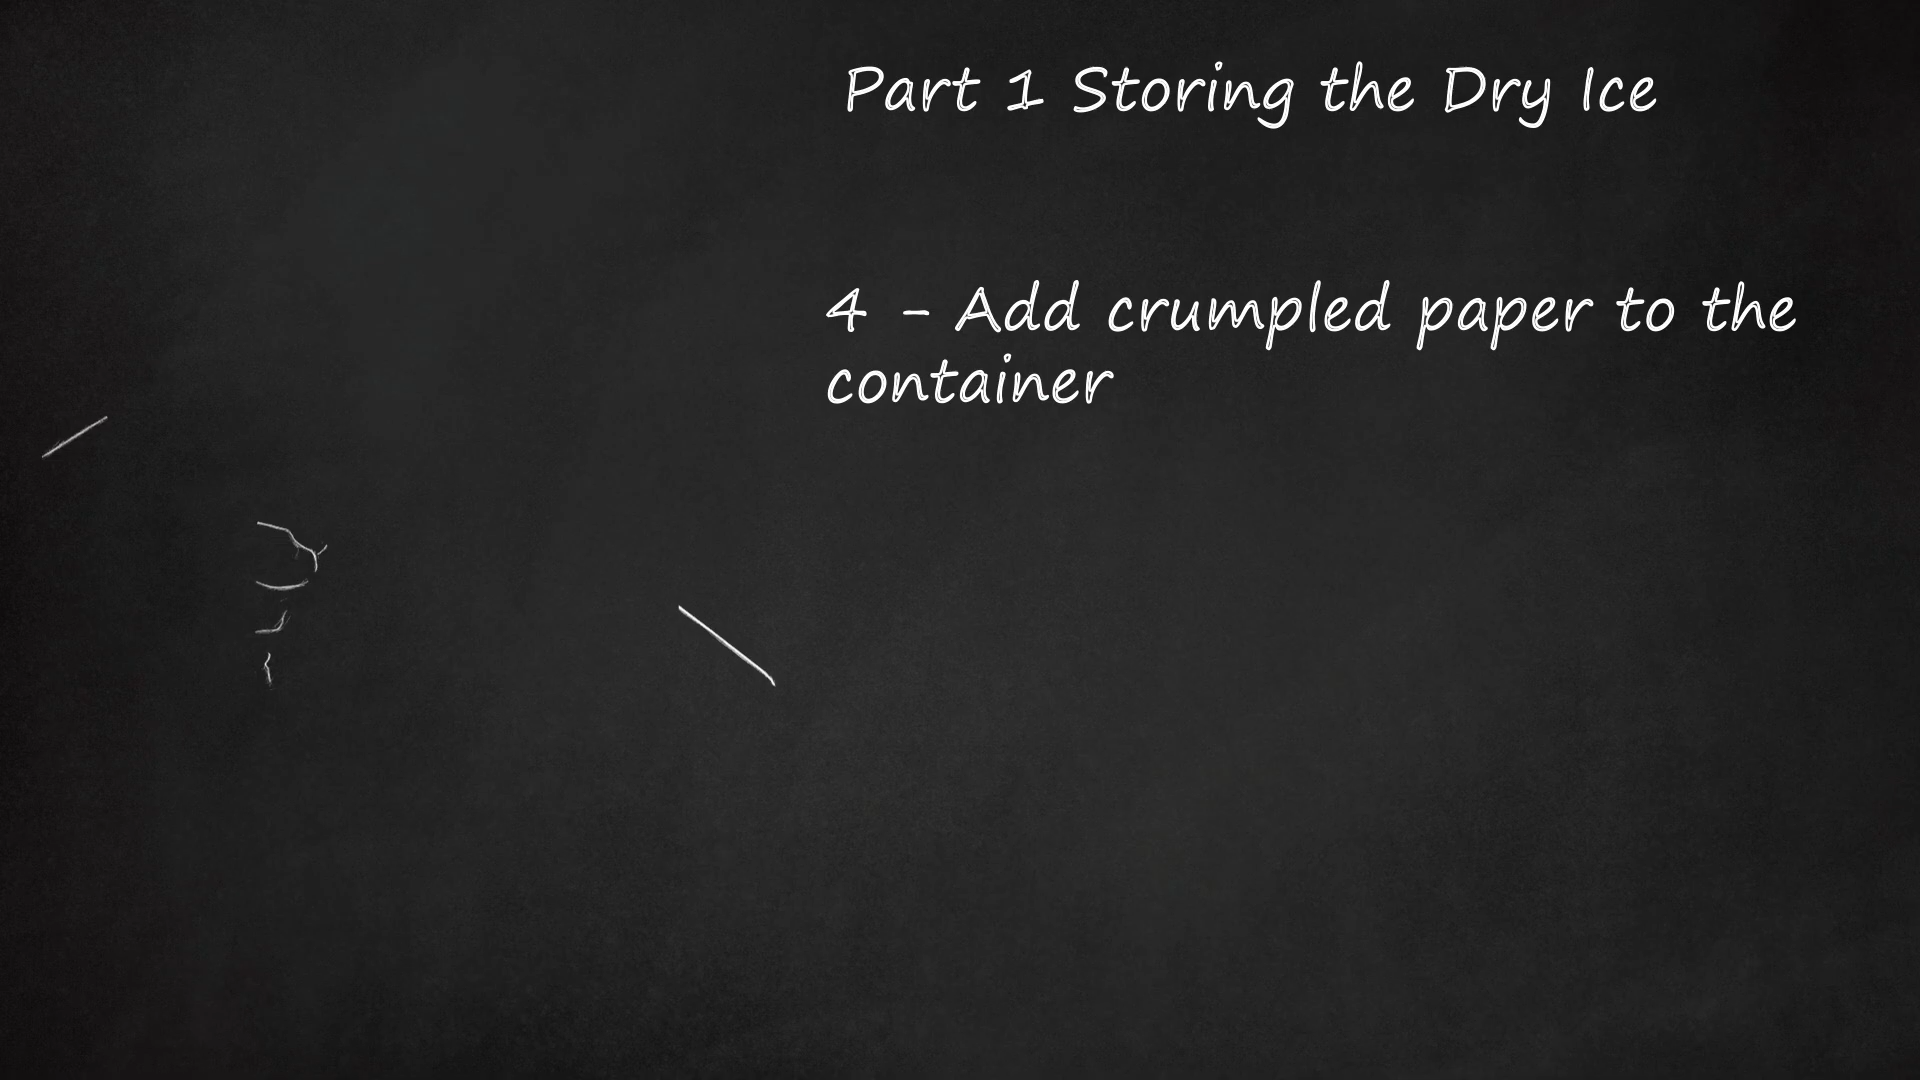 Part 1 Storing the Dry Ice
4 - Add crumpled paper to the
container